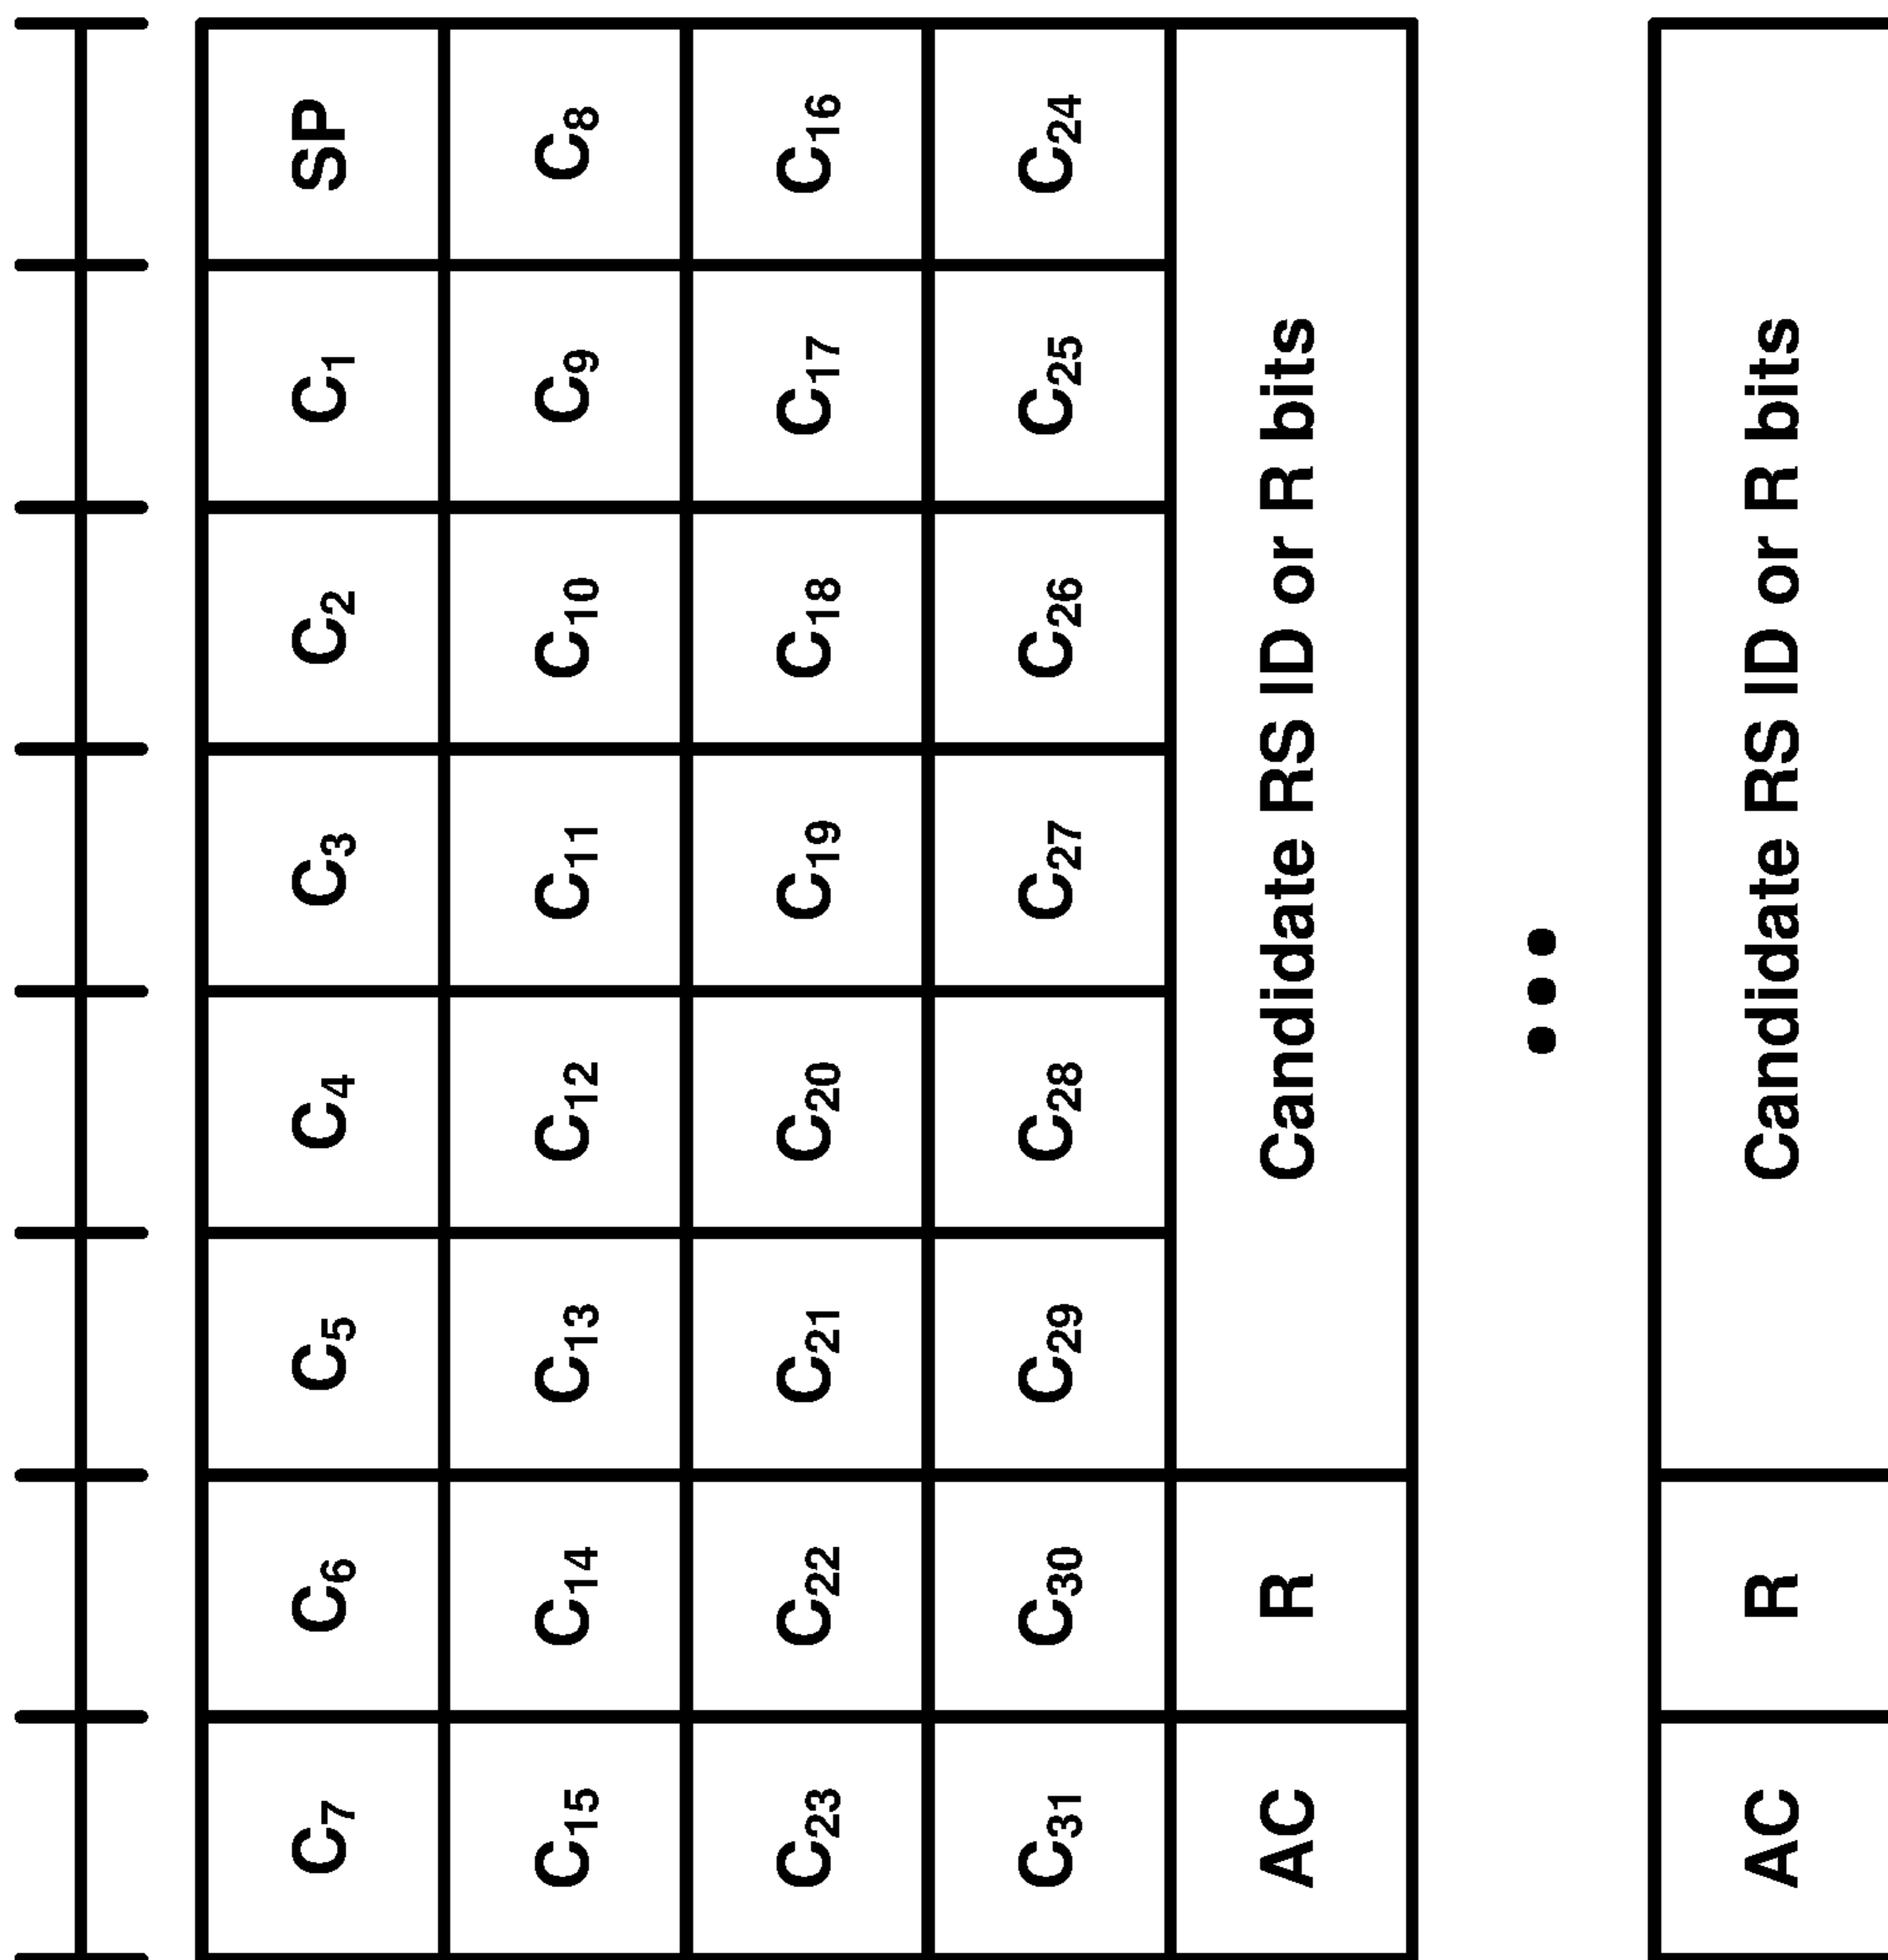 C7 C6 C5 C4 C3 C2 C1 SP
C15 C14 C13 C12 C11 C10 C9 C8
C23 C22 C21 C20 C19 C18 C17 C16
C31 C30 C29 C28 C27 C26 C25 C24
AC R Candidate RS ID or R bits
...
AC R Candidate RS ID or R bits